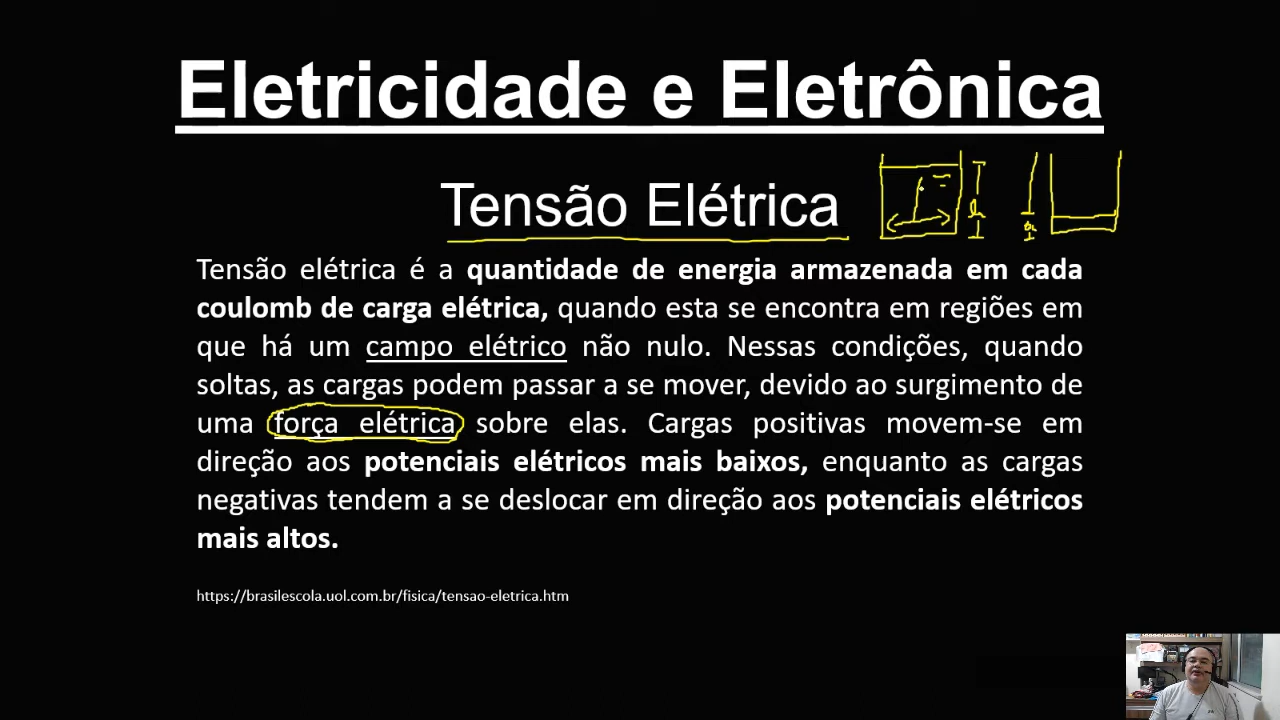 Eletricidade e Eletrônica
Tensão Elétrica
Tensão elétrica é a quantidade de energia armazenada em cada
coulomb de carga elétrica, quando esta se encontra em regiões em
que há um campo elétrico não nulo. Nessas condições, quando
soltas, as cargas podem passar a se mover, devido ao surgimento de
uma força elétrica sobre elas. Cargas positivas movem-se em
direção aos potenciais elétricos mais baixos, enquanto as cargas
negativas tendem a se deslocar em direção aos potenciais elétricos
mais altos.
https://brasilescola.uol.com.br/fisica/tensao-eletrica.htm